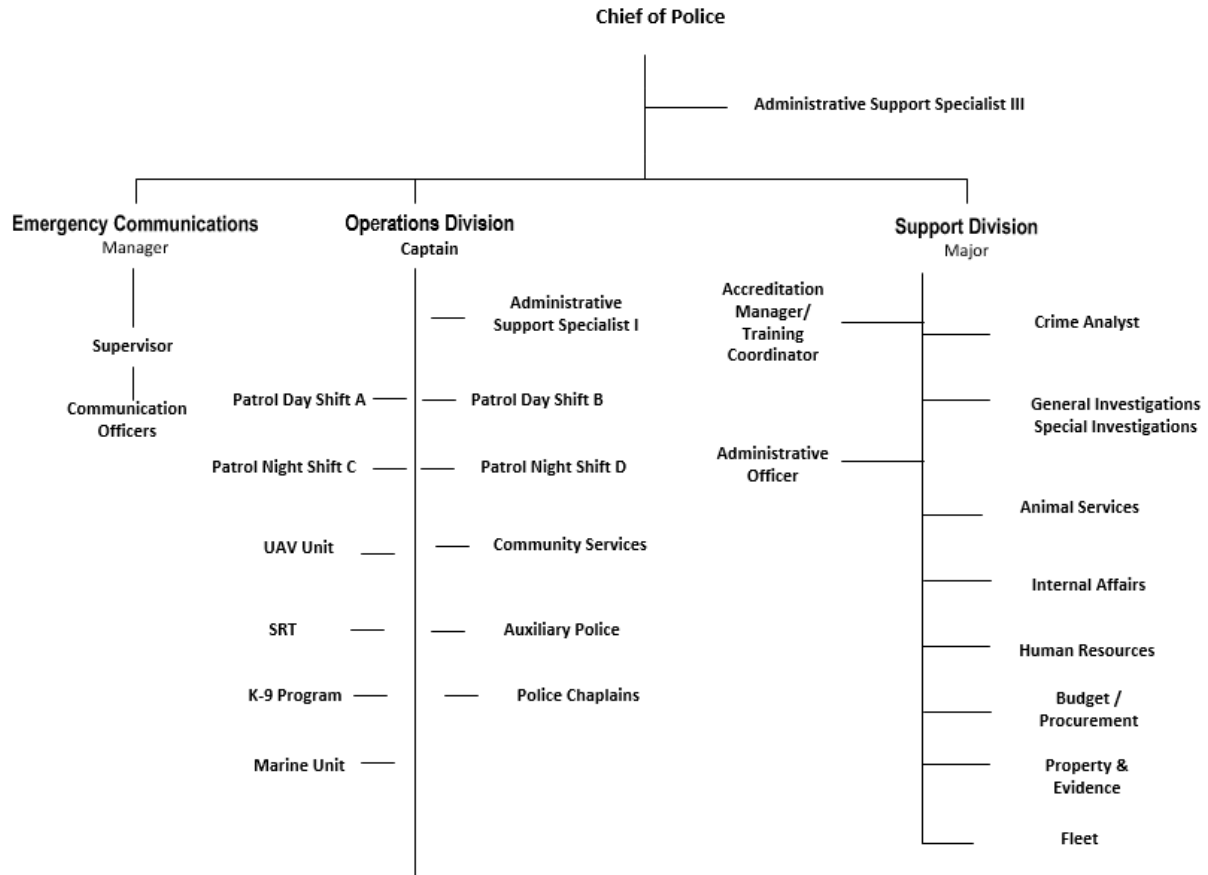 Chief of Police
Administrative Support Specialist III
Emergency Communications
Manager
Supervisor
Communication
Officers
Operations Division
Captain
Administrative
Support Specialist I
Patrol Day Shift A
Patrol Day Shift B
Patrol Night Shift C
Patrol Night Shift D
UAV Unit
Community Services
SRT
Auxiliary Police
K-9 Program
Police Chaplains
Marine Unit
Support Division
Major
Accreditation
Manager/
Training
Coordinator
Crime Analyst
General Investigations
Special Investigations
Administrative
Officer
Animal Services
Internal Affairs
Human Resources
Budget /
Procurement
Property &
Evidence
Fleet